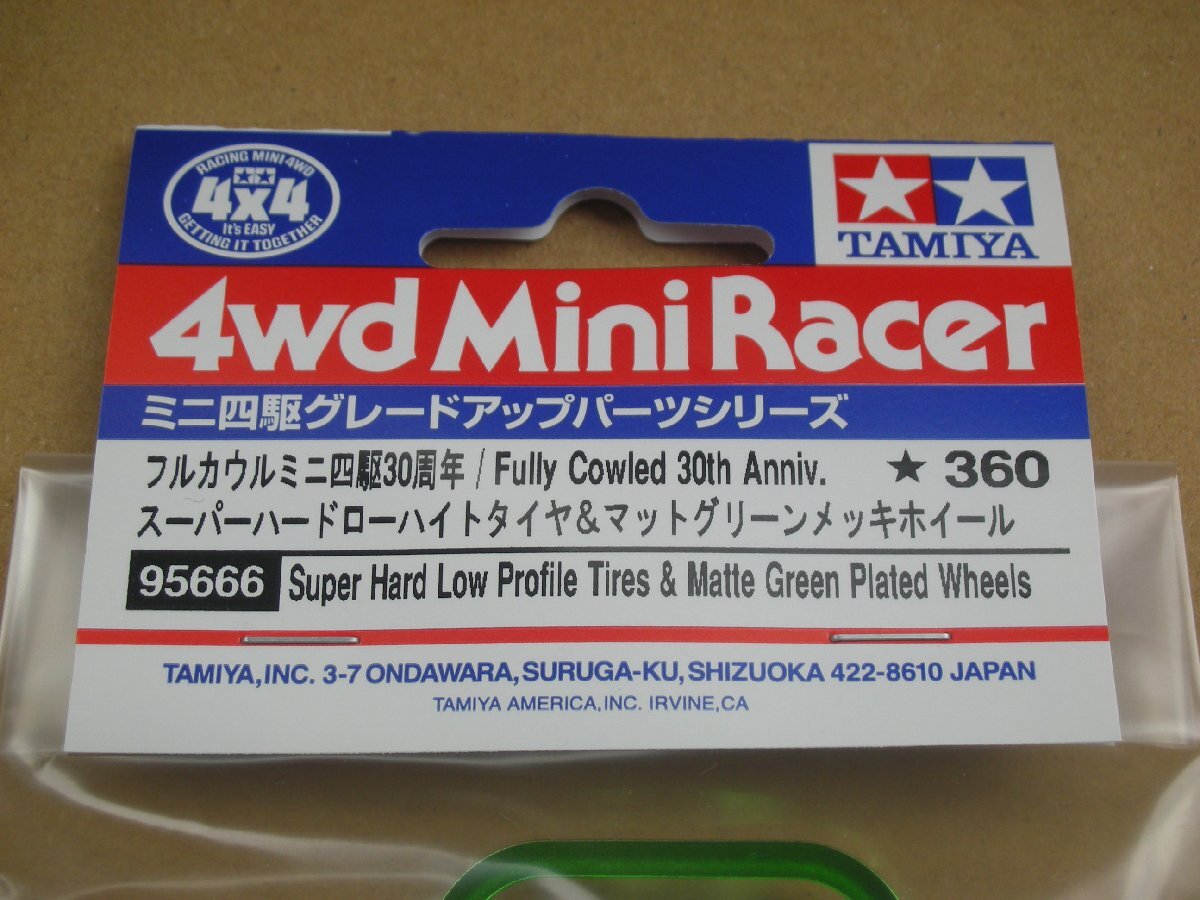 RACING MINI 4WD
4x4
It's EASY
GETTING IT TOGETHER
TAMIYA
4wd Mini Racer
ミニ四駆グレードアップパーツシリーズ
フルカウルミニ四駆30周年 / Fully Cowled 30th Anniv. ★ 360
スーパーハードローハイトタイヤ&マットグリーンメッキホイール
95666 Super Hard Low Profile Tires & Matte Green Plated Wheels
TAMIYA, INC. 3-7 ONDAWARA, SURUGA-KU, SHIZUOKA 422-8610 JAPAN
TAMIYA AMERICA, INC. IRVINE, CA